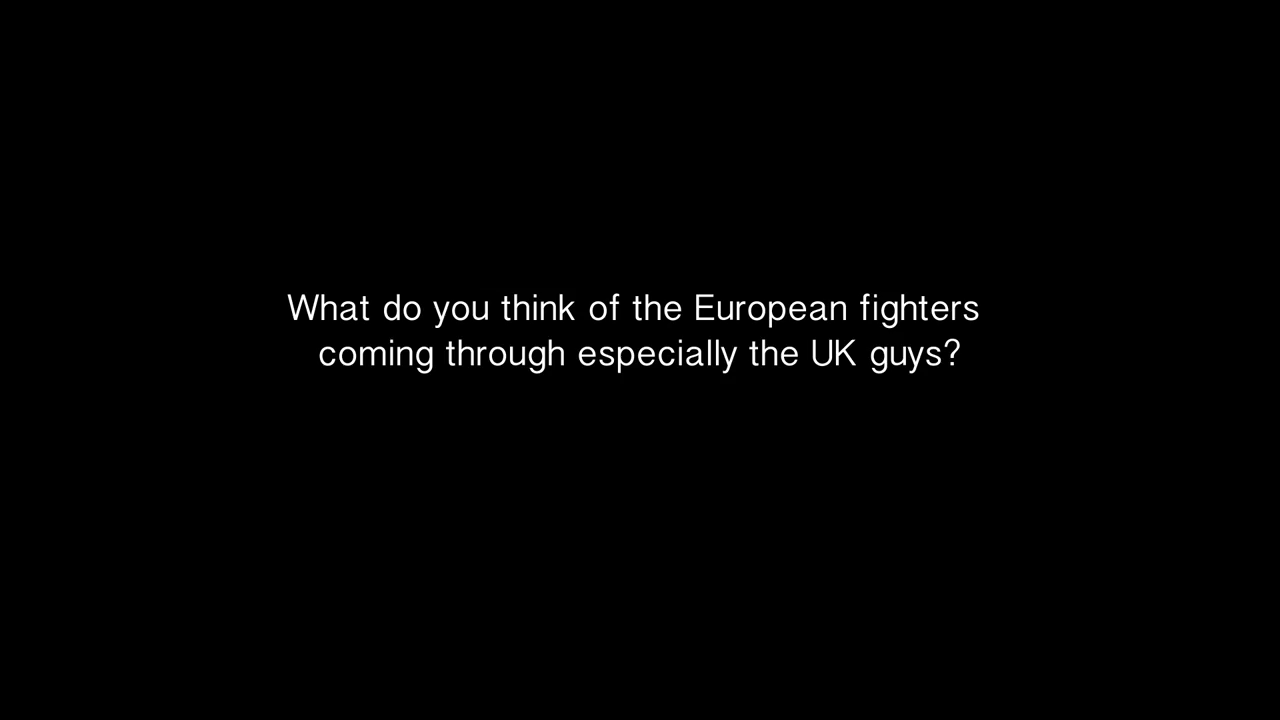 What do you think of the European fighters
coming through especially the UK guys?